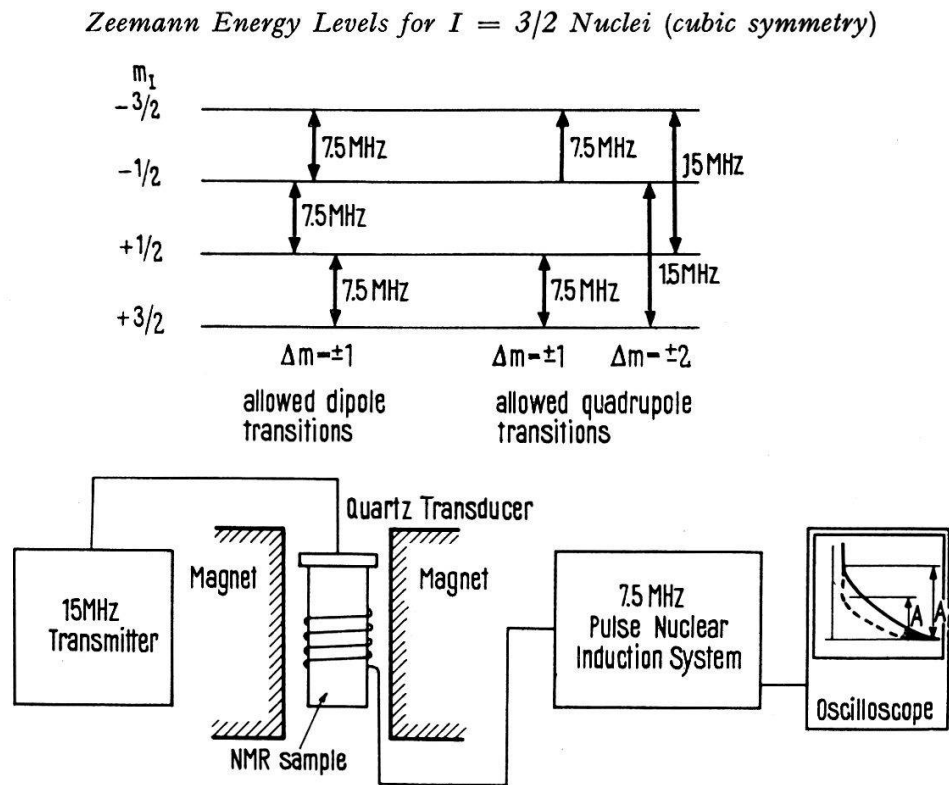 Zeemann Energy Levels for I = 3/2 Nuclei (cubic symmetry)
m_I
-3/2
-1/2
+1/2
+3/2
7.5 MHz
7.5 MHz
7.5 MHz
7.5 MHz
7.5 MHz
15 MHz
1.5 MHz
Δm=±1
Δm=±1
Δm=±2
allowed dipole
transitions
allowed quadrupole
transitions
Quartz Transducer
Magnet
Magnet
15MHz
Transmitter
NMR sample
7.5 MHz
Pulse Nuclear
Induction System
A
A
Oscilloscope